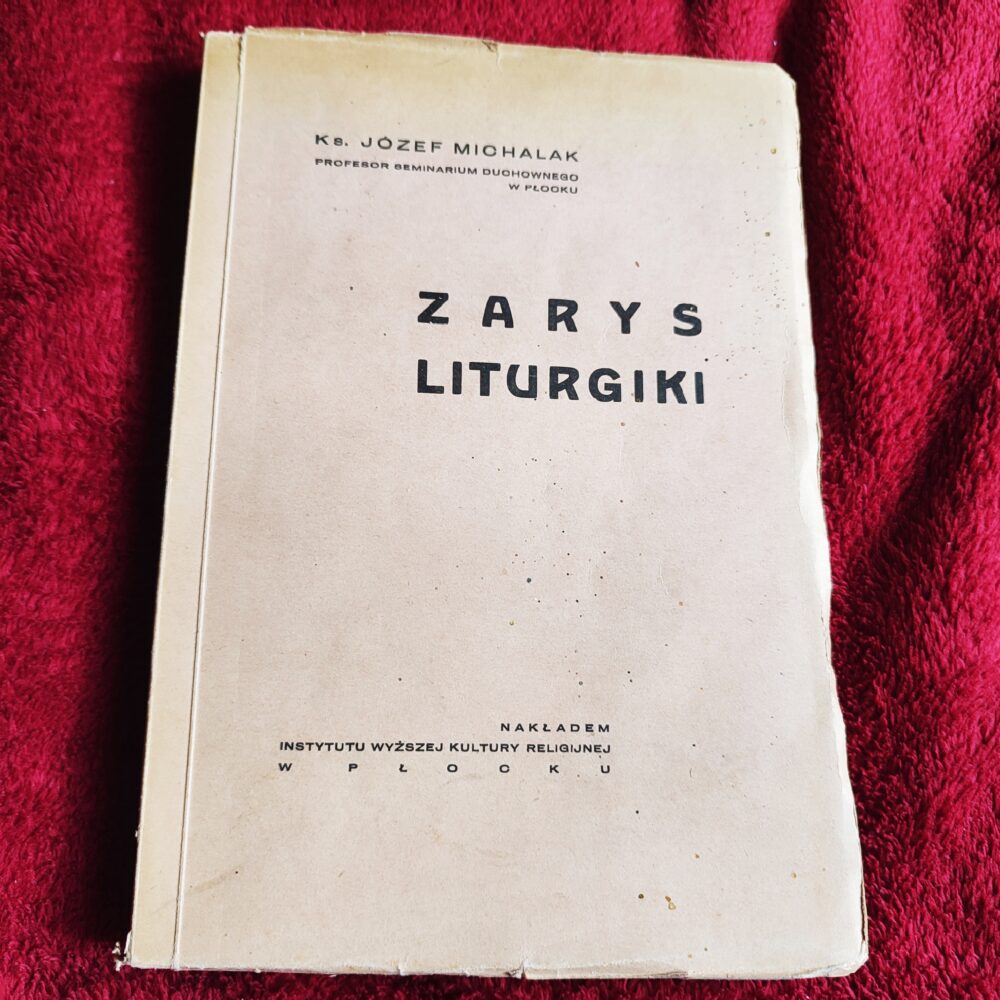 Ks. JÓZEF MICHALAK
PROFESOR SEMINARIUM DUCHOWNEGO
W PŁOCKU
ZARYS
LITURGIKI
NAKŁADEM
INSTYTUTU WYŻSZEJ KULTURY RELIGIJNEJ
W PŁOCKU